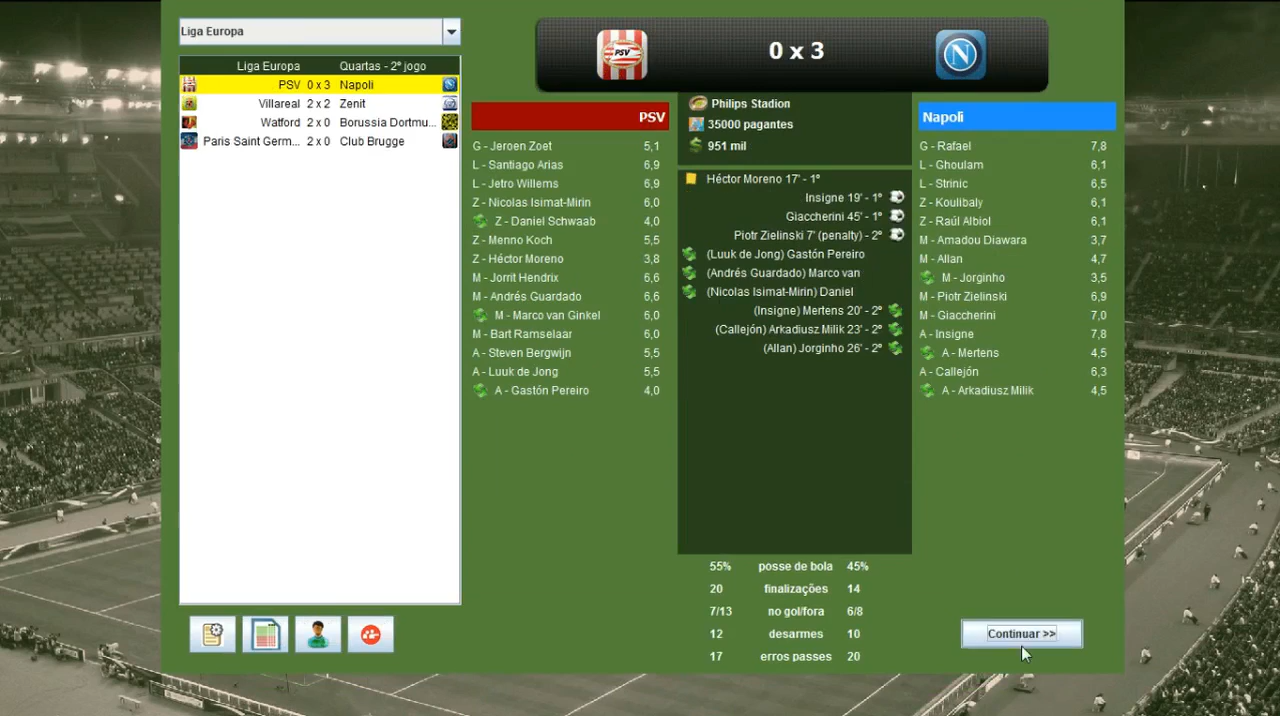 Liga Europa
Liga Europa Quartas - 2º jogo
PSV 0 x 3 Napoli
Villareal 2 x 2 Zenit
Watford 2 x 0 Borussia Dortmu...
Paris Saint Germ... 2 x 0 Club Brugge
PSV
0 x 3
N
PSV
G - Jeroen Zoet 5,1
L - Santiago Arias 6,9
L - Jetro Willems 6,9
Z - Nicolas Isimat-Mirin 6,0
Z - Daniel Schwaab 4,0
Z - Menno Koch 5,5
Z - Héctor Moreno 3,8
M - Jorrit Hendrix 6,6
M - Andrés Guardado 6,6
M - Marco van Ginkel 6,0
M - Bart Ramselaar 6,0
A - Steven Bergwijn 5,5
A - Luuk de Jong 5,5
A - Gastón Pereiro 4,0
Philips Stadion
35000 pagantes
951 mil
Héctor Moreno 17' - 1º
Insigne 19' - 1º
Giaccherini 45' - 1º
Piotr Zielinski 7' (penalty) - 2º
(Luuk de Jong) Gastón Pereiro
(Andrés Guardado) Marco van
(Nicolas Isimat-Mirin) Daniel
(Insigne) Mertens 20' - 2º
(Callejón) Arkadiusz Milik 23' - 2º
(Allan) Jorginho 26' - 2º
55% posse de bola 45%
20 finalizações 14
7/13 no gol/fora 6/8
12 desarmes 10
17 erros passes 20
Napoli
G - Rafael 7,8
L - Ghoulam 6,1
L - Strinic 6,5
Z - Koulibaly 6,1
Z - Raúl Albiol 6,1
M - Amadou Diawara 3,7
M - Allan 4,7
M - Jorginho 3,5
M - Piotr Zielinski 6,9
M - Giaccherini 7,0
A - Insigne 7,8
A - Mertens 4,5
A - Callejón 6,3
A - Arkadiusz Milik 4,5
Continuar >>